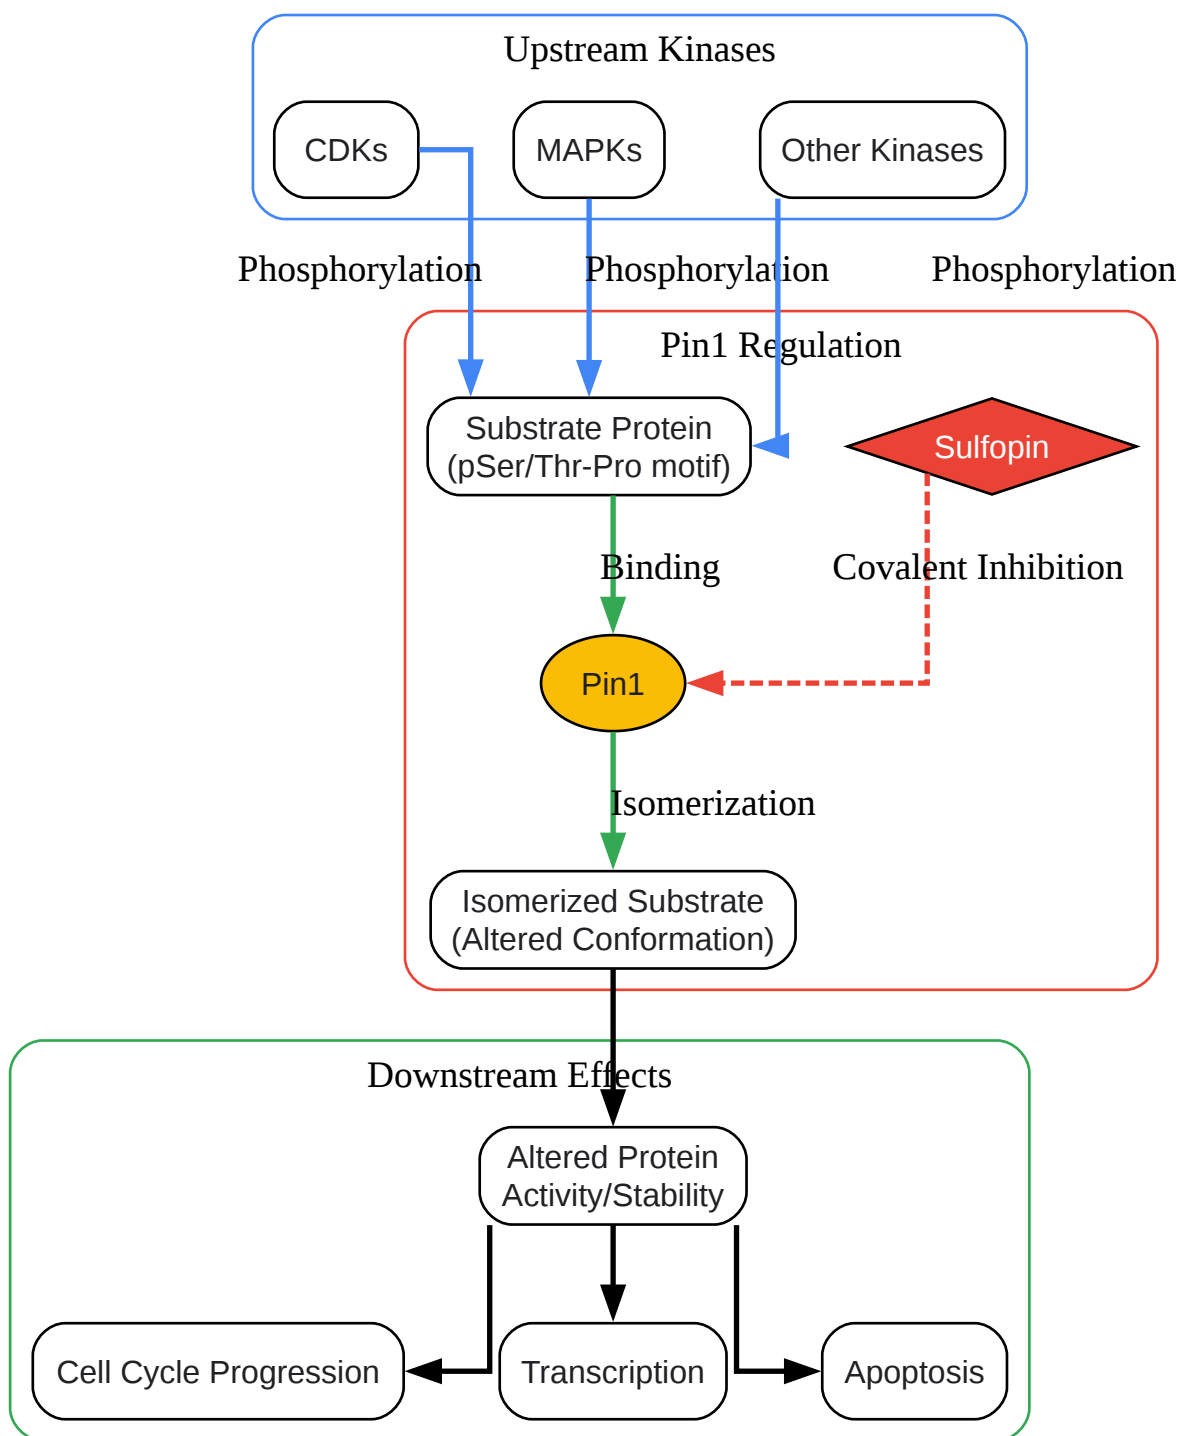 Upstream Kinases
CDKs
MAPKs
Other Kinases
Phosphorylation
Phosphorylation
Phosphorylation
Pin1 Regulation
Substrate Protein
(pSer/Thr-Pro motif)
Sulfopin
Binding
Covalent Inhibition
Pin1
Isomerization
Isomerized Substrate
(Altered Conformation)
Downstream Effects
Altered Protein
Activity/Stability
Cell Cycle Progression
Transcription
Apoptosis